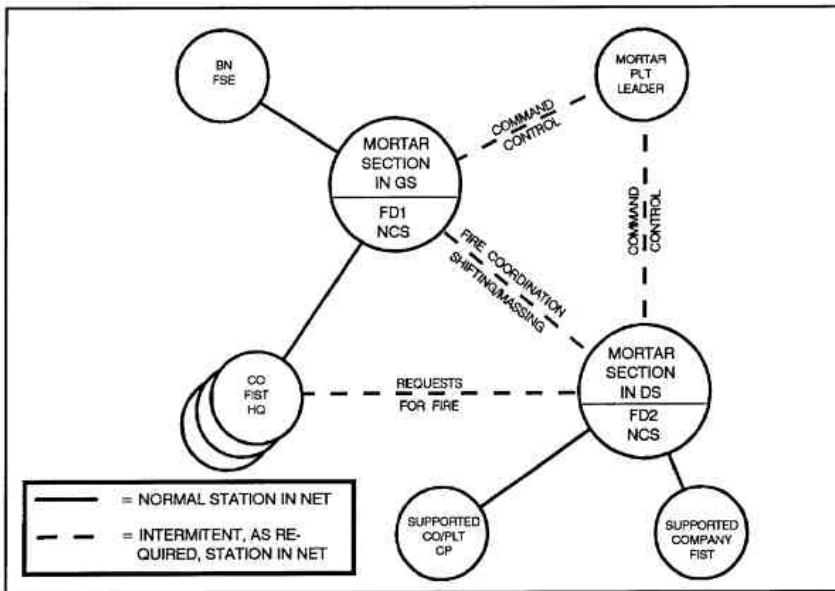 BN
FSE
MORTAR
PLT
LEADER
COMMAND
CONTROL
MORTAR
SECTION
IN GS
FD1
NCS
COMMAND
CONTROL
FIRE COORDINATION
SHIFTING/MASSING
MORTAR
SECTION
IN DS
FD2
NCS
CO
FIST
HQ
REQUESTS
FOR FIRE
SUPPORTED
CO/PLT
CP
SUPPORTED
COMPANY
FIST
= NORMAL STATION IN NET
= INTERMITENT, AS RE-
QUIRED, STATION IN NET